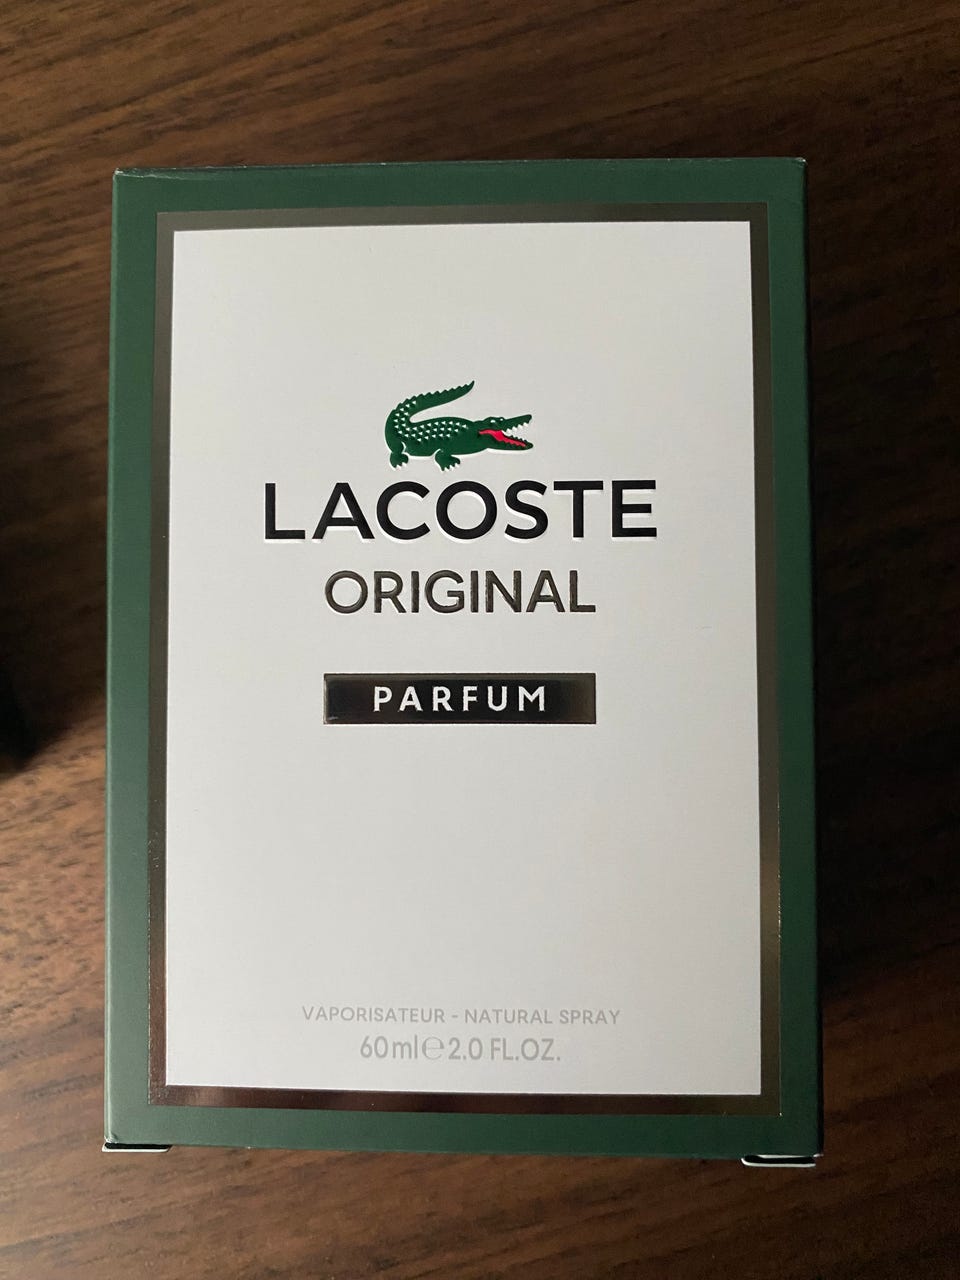 LACOSTE
ORIGINAL
PARFUM
VAPORISATEUR - NATURAL SPRAY
60ml℮2.0 FL.OZ.